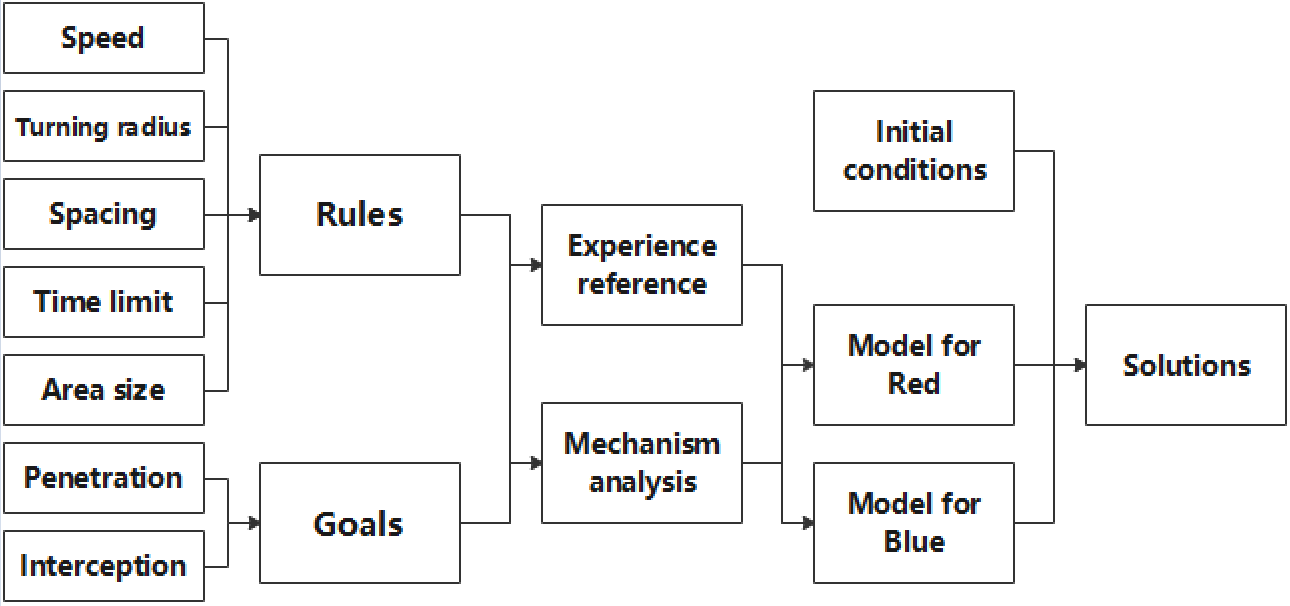 Speed
Turning radius
Spacing
Time limit
Area size
Penetration
Interception
Rules
Goals
Experience
reference
Mechanism
analysis
Initial
conditions
Model for
Red
Model for
Blue
Solutions